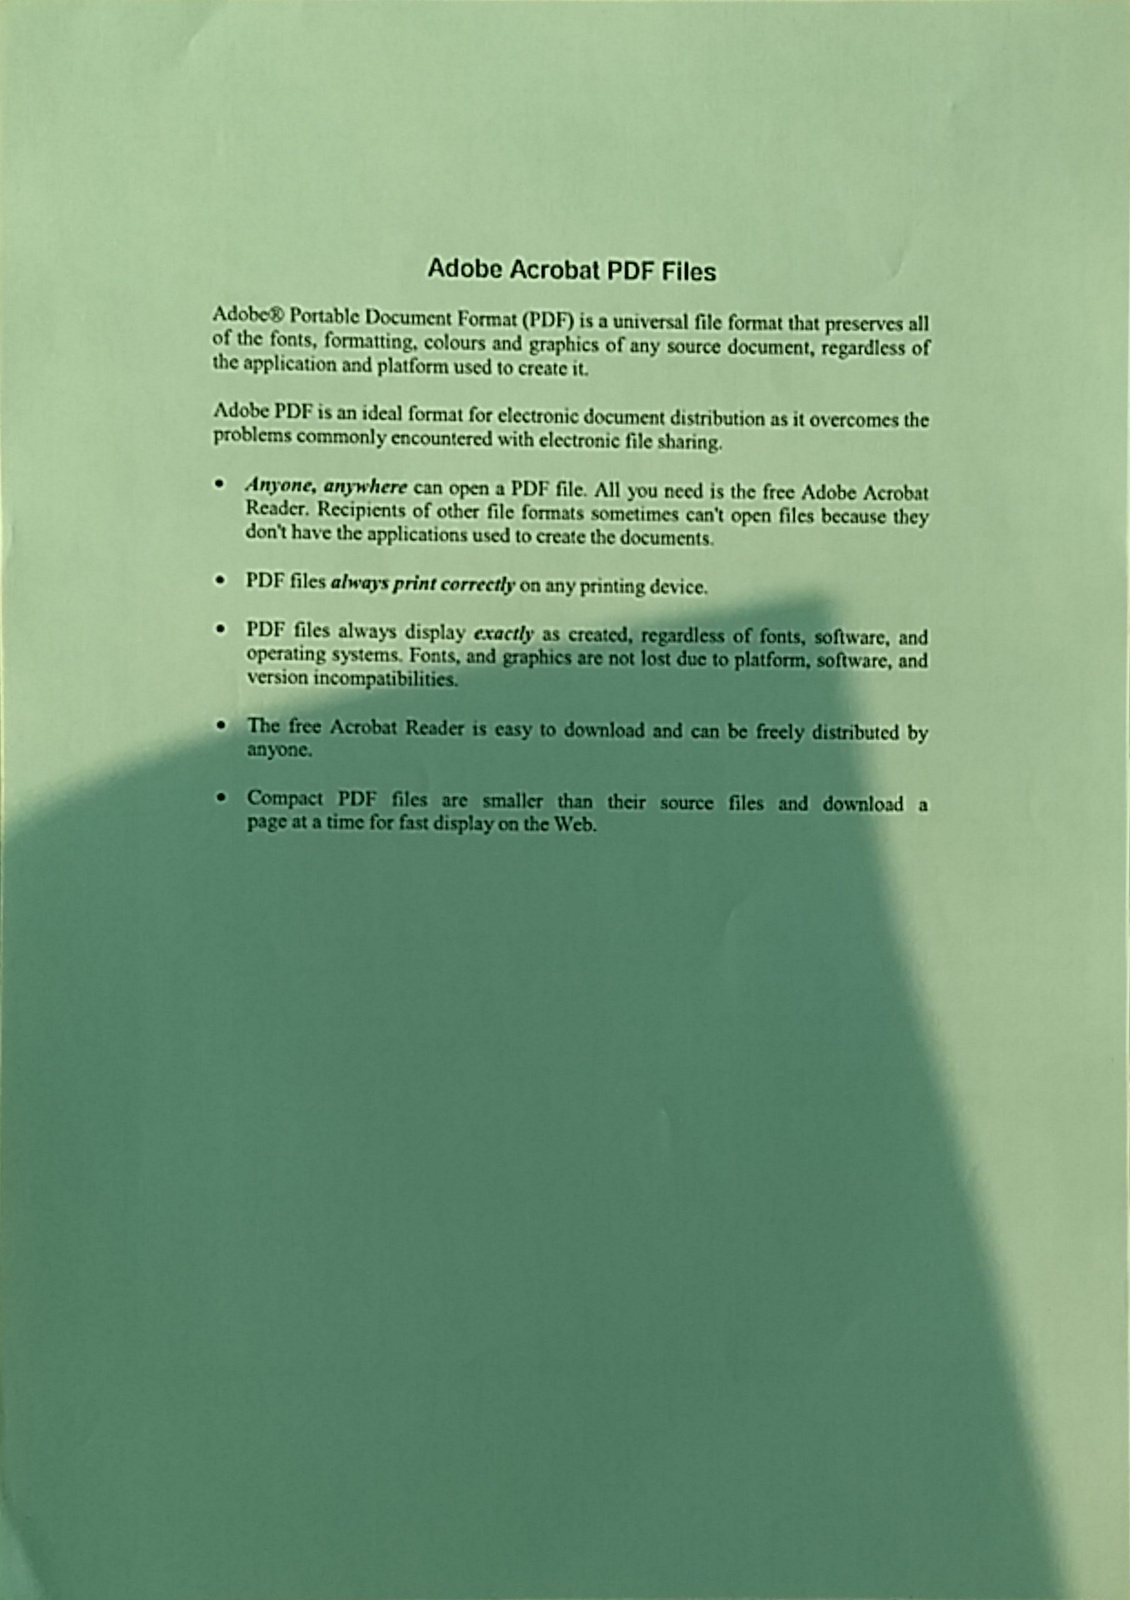 Adobe Acrobat PDF Files
Adobe® Portable Document Format (PDF) is a universal file format that preserves all
of the fonts, formatting, colours and graphics of any source document, regardless of
the application and platform used to create it.
Adobe PDF is an ideal format for electronic document distribution as it overcomes the
problems commonly encountered with electronic file sharing.
• Anyone, anywhere can open a PDF file. All you need is the free Adobe Acrobat
Reader. Recipients of other file formats sometimes can't open files because they
don't have the applications used to create the documents.
• PDF files always print correctly on any printing device.
• PDF files always display exactly as created, regardless of fonts, software, and
operating systems. Fonts, and graphics are not lost due to platform, software, and
version incompatibilities.
• The free Acrobat Reader is easy to download and can be freely distributed by
anyone.
• Compact PDF files are smaller than their source files and download a
page at a time for fast display on the Web.